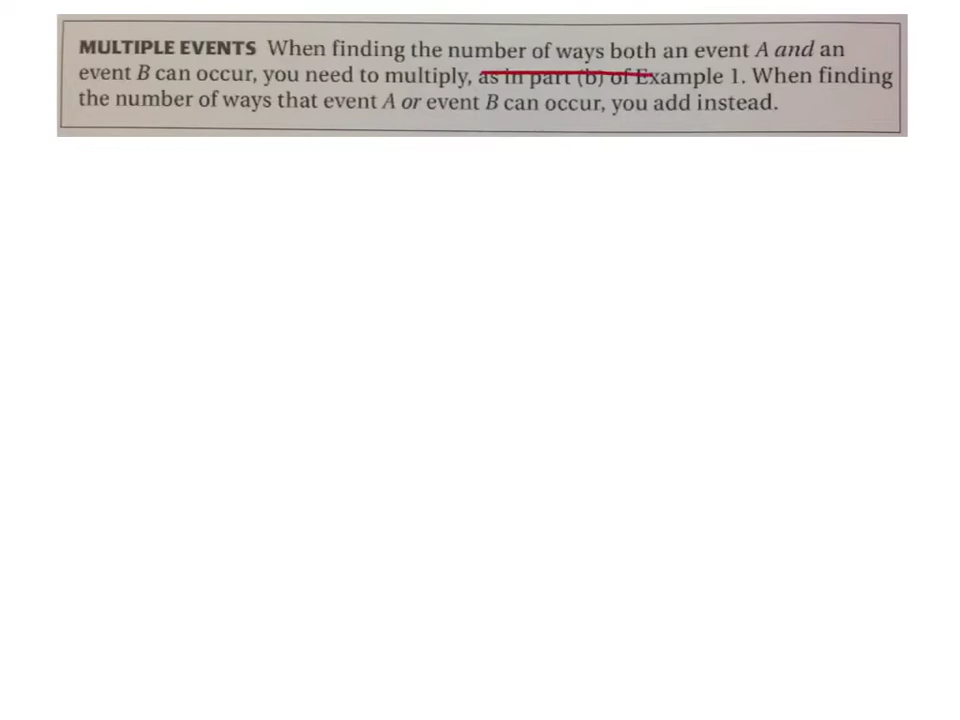 MULTIPLE EVENTS When finding the number of ways both an event A and an
event B can occur, you need to multiply, as in part (b) of Example 1. When finding
the number of ways that event A or event B can occur, you add instead.